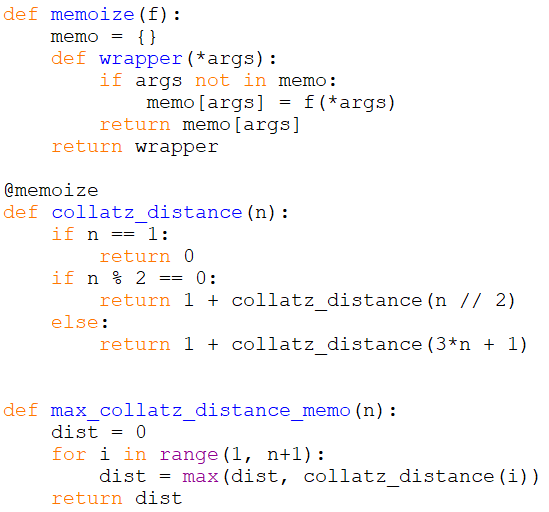 def memoize(f):
    memo = {}
    def wrapper(*args):
        if args not in memo:
            memo[args] = f(*args)
        return memo[args]
    return wrapper

@memoize
def collatz_distance(n):
    if n == 1:
        return 0
    if n % 2 == 0:
        return 1 + collatz_distance(n // 2)
    else:
        return 1 + collatz_distance(3*n + 1)


def max_collatz_distance_memo(n):
    dist = 0
    for i in range(1, n+1):
        dist = max(dist, collatz_distance(i))
    return dist